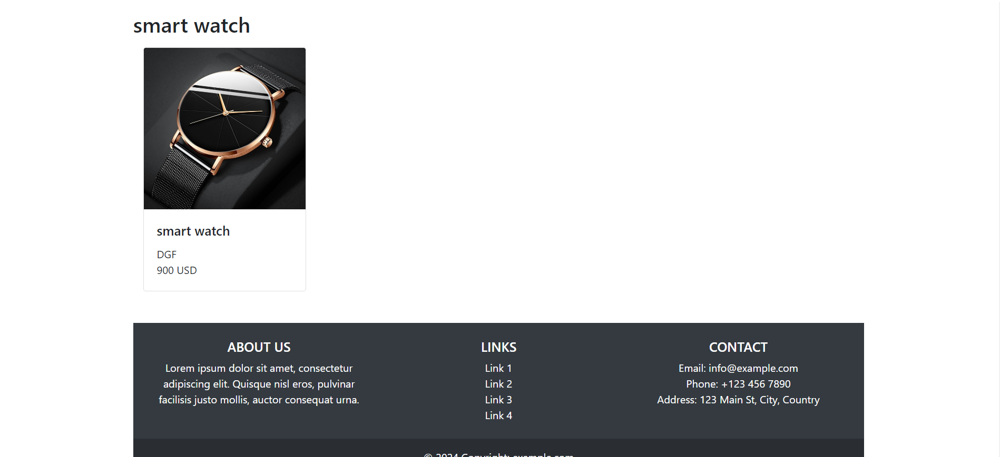 smart watch
smart watch
DGF
900 USD
ABOUT US
Lorem ipsum dolor sit amet, consectetur
adipiscing elit. Quisque nisl eros, pulvinar
facilisis justo mollis, auctor consequat urna.
LINKS
Link 1
Link 2
Link 3
Link 4
CONTACT
Email: info@example.com
Phone: +123 456 7890
Address: 123 Main St, City, Country
© 2024 Copyright: example.com